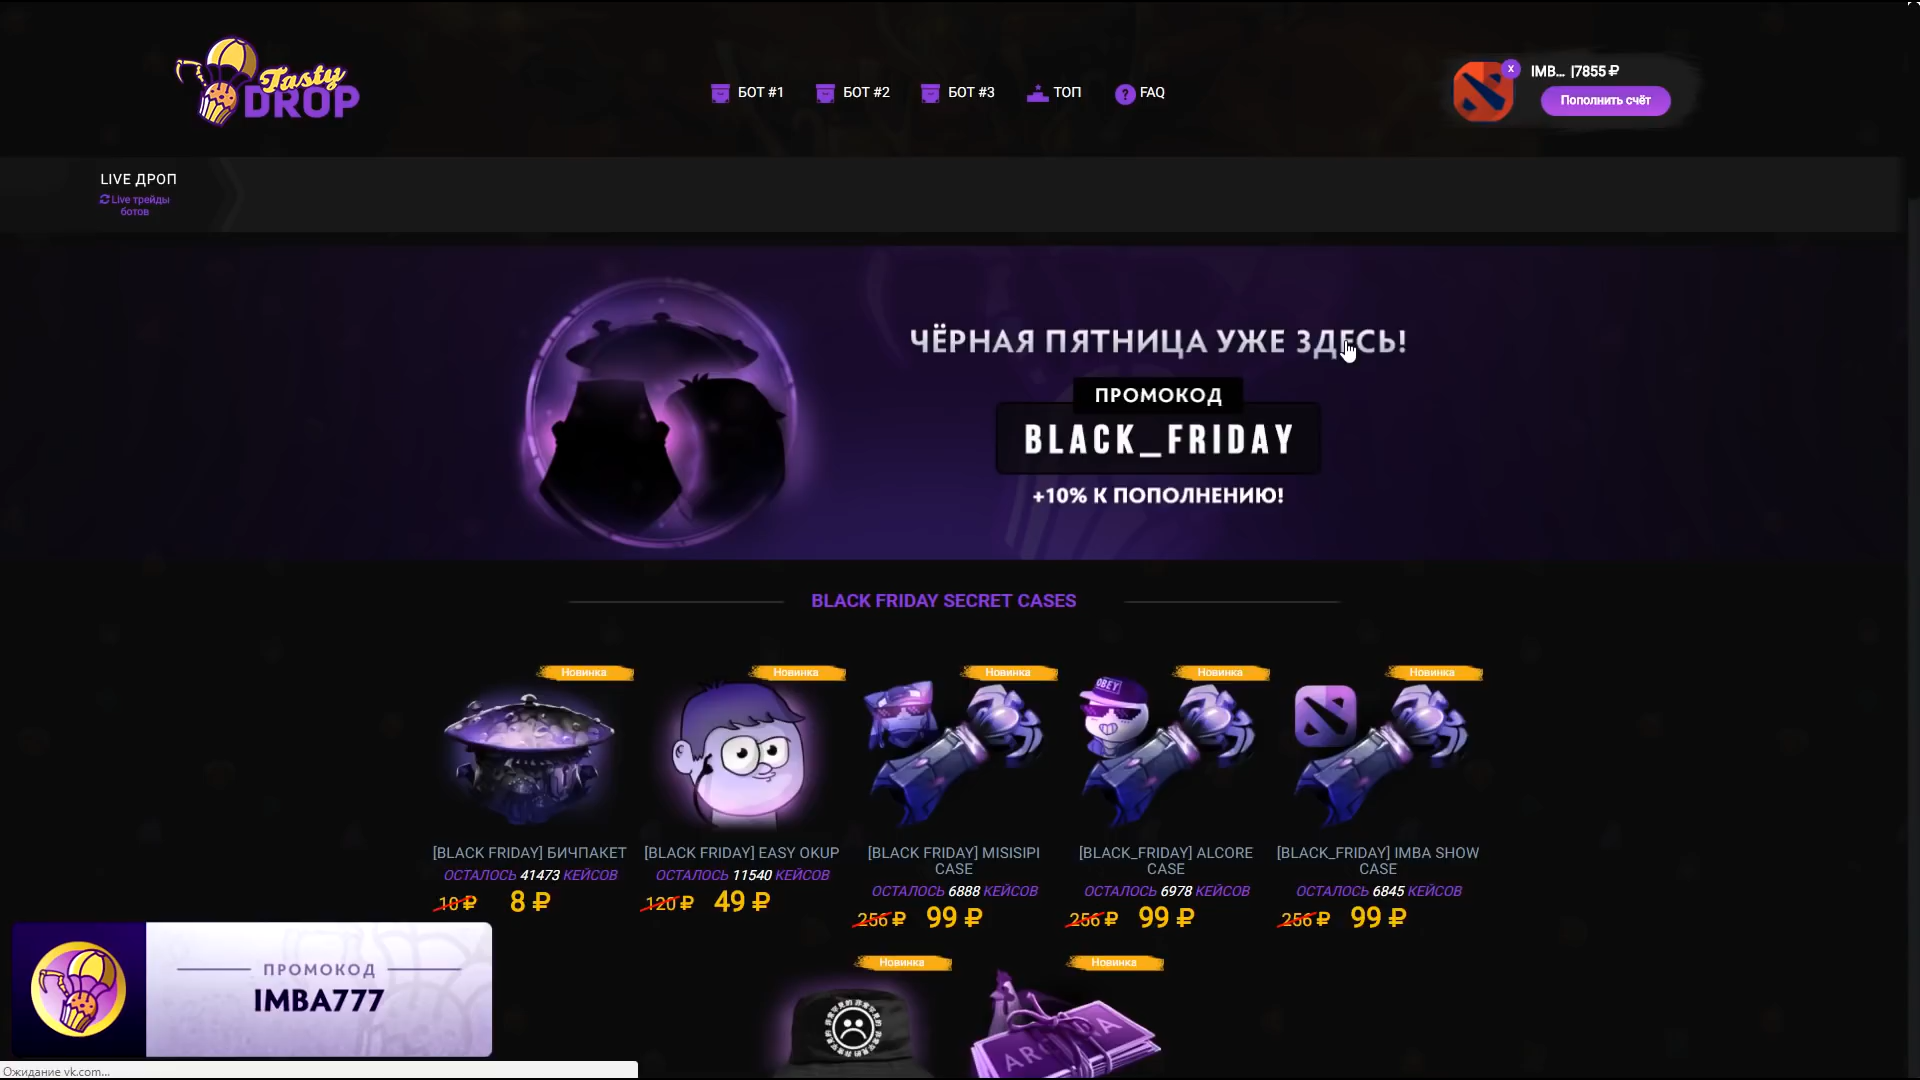 Tasty
DROP
БОТ #1
БОТ #2
БОТ #3
ТОП
? FAQ
x
IMB... |7855 ₽
Пополнить счёт
LIVE ДРОП
Live трейды
ботов
ЧЁРНАЯ ПЯТНИЦА УЖЕ ЗДЕСЬ!
ПРОМОКОД
BLACK_FRIDAY
+10% К ПОПОЛНЕНИЮ!
BLACK FRIDAY SECRET CASES
Новинка
Новинка
Новинка
Новинка
Новинка
OBEY
[BLACK FRIDAY] БИЧПАКЕТ
ОСТАЛОСЬ 41473 КЕЙСОВ
10 ₽ 8 ₽
[BLACK FRIDAY] EASY OKUP
ОСТАЛОСЬ 11540 КЕЙСОВ
120 ₽ 49 ₽
[BLACK FRIDAY] MISISIPI
CASE
ОСТАЛОСЬ 6888 КЕЙСОВ
256 ₽ 99 ₽
[BLACK_FRIDAY] ALCORE
CASE
ОСТАЛОСЬ 6978 КЕЙСОВ
256 ₽ 99 ₽
[BLACK_FRIDAY] IMBA SHOW
CASE
ОСТАЛОСЬ 6845 КЕЙСОВ
256 ₽ 99 ₽
Новинка
Новинка
ПРОМОКОД
IMBA777
Ожидание vk.com...